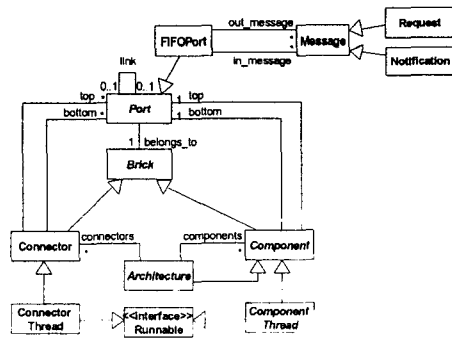 Request
out_message
FIFOPort
*
Message
*
in_message
Notification
link
0..1
0..1
top
*
Port
1
top
bottom
*
1
bottom
1
belongs_to
Brick
Connector
connectors
*
components
*
Component
Architecture
Connector
Thread
<<Interface>>
Runnable
Component
Thread